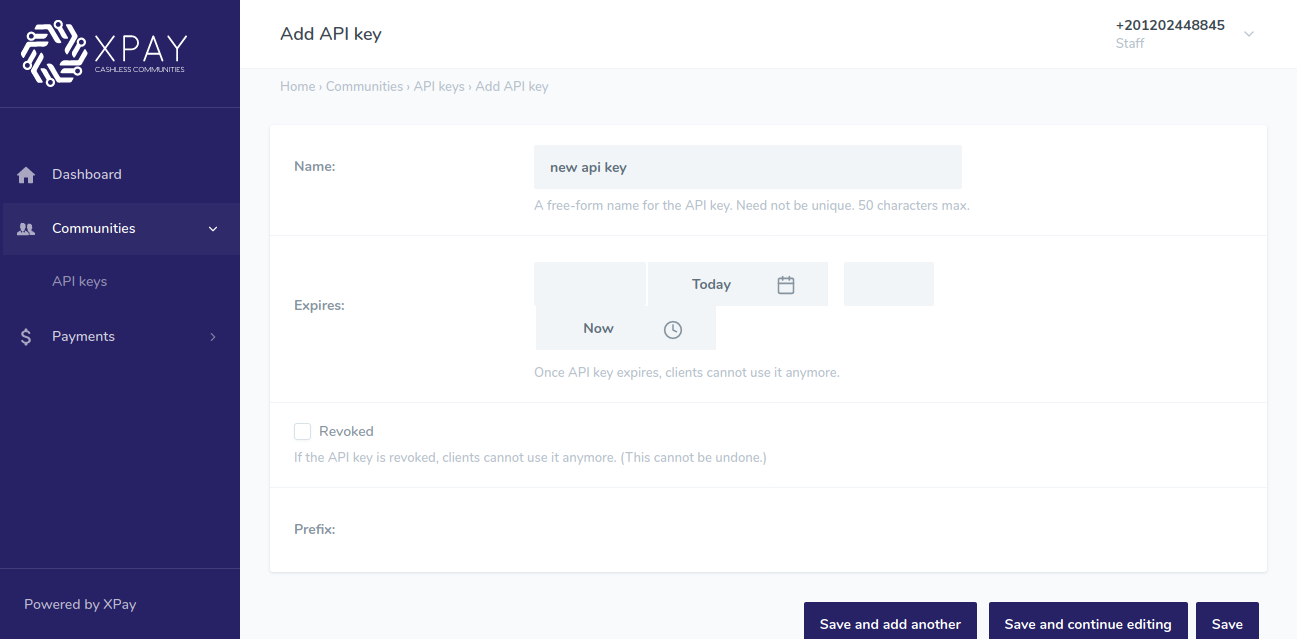 XPAY
CASHLESS COMMUNITIES
Dashboard
Communities
API keys
Payments
Powered by XPay
Add API key
+201202448845
Staff
Home › Communities › API keys › Add API key
Name:
new api key
A free-form name for the API key. Need not be unique. 50 characters max.
Expires:
Today
Now
Once API key expires, clients cannot use it anymore.
Revoked
If the API key is revoked, clients cannot use it anymore. (This cannot be undone.)
Prefix:
Save and add another
Save and continue editing
Save